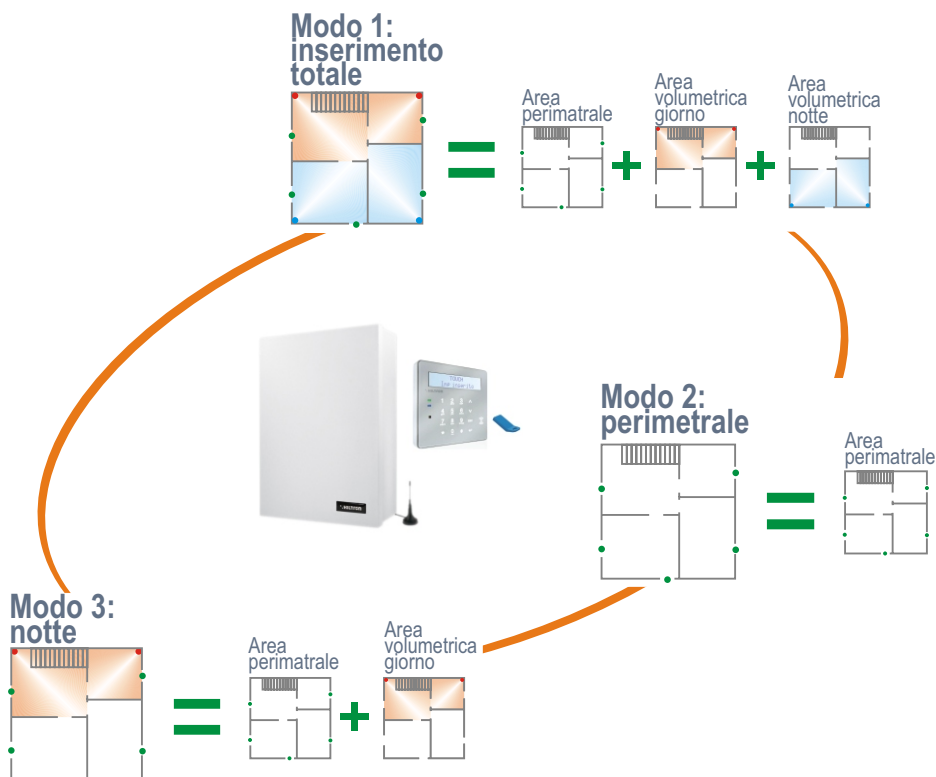 Modo 1:
inserimento
totale
Area
perimatrale
Area
volumetrica
giorno
Area
volumetrica
notte
Modo 2:
perimetrale
Area
perimatrale
Modo 3:
notte
Area
perimatrale
Area
volumetrica
giorno